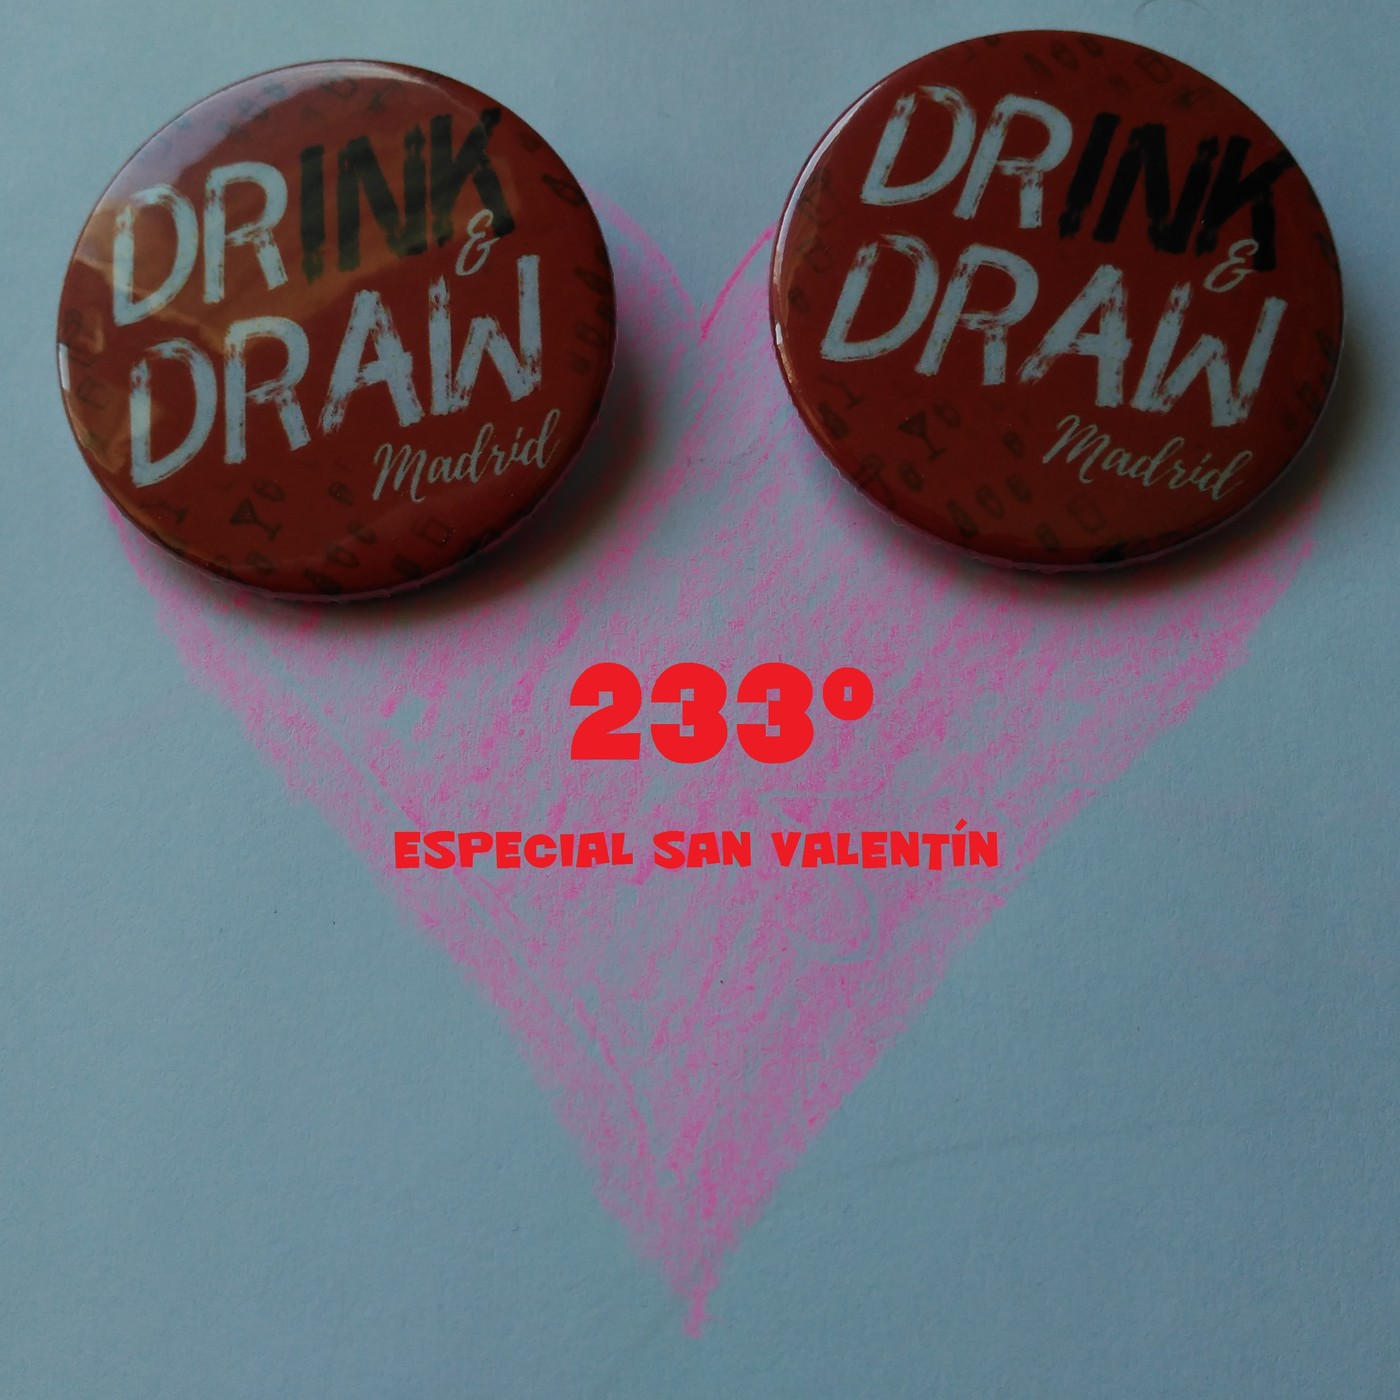 DRINK
&
DRAW
Madrid
DRINK
&
DRAW
Madrid
233º
ESPECIAL SAN VALENTÍN